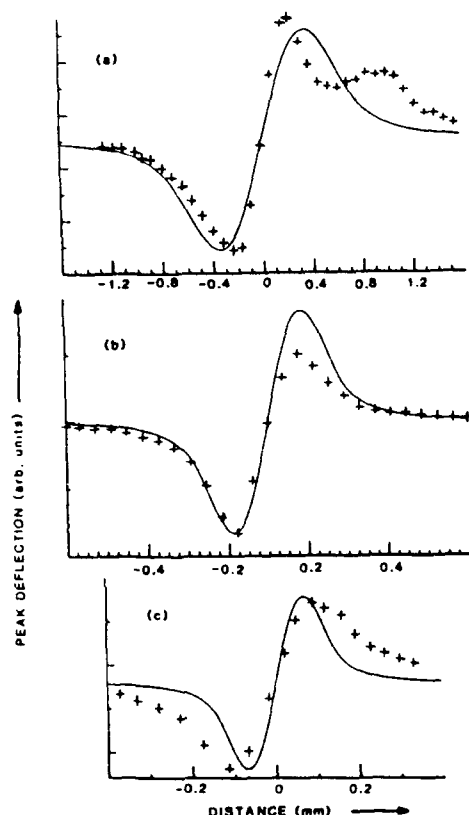 (a)
-1.2 -0.8 -0.4 0 0.4 0.8 1.2
(b)
-0.4 -0.2 0 0.2 0.4
(c)
-0.2 0 0.2
PEAK DEFLECTION (arb. units)
DISTANCE (mm)